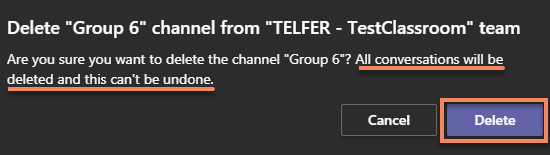 Delete "Group 6" channel from "TELFER - TestClassroom" team
Are you sure you want to delete the channel "Group 6"? All conversations will be
deleted and this can't be undone.
Cancel Delete